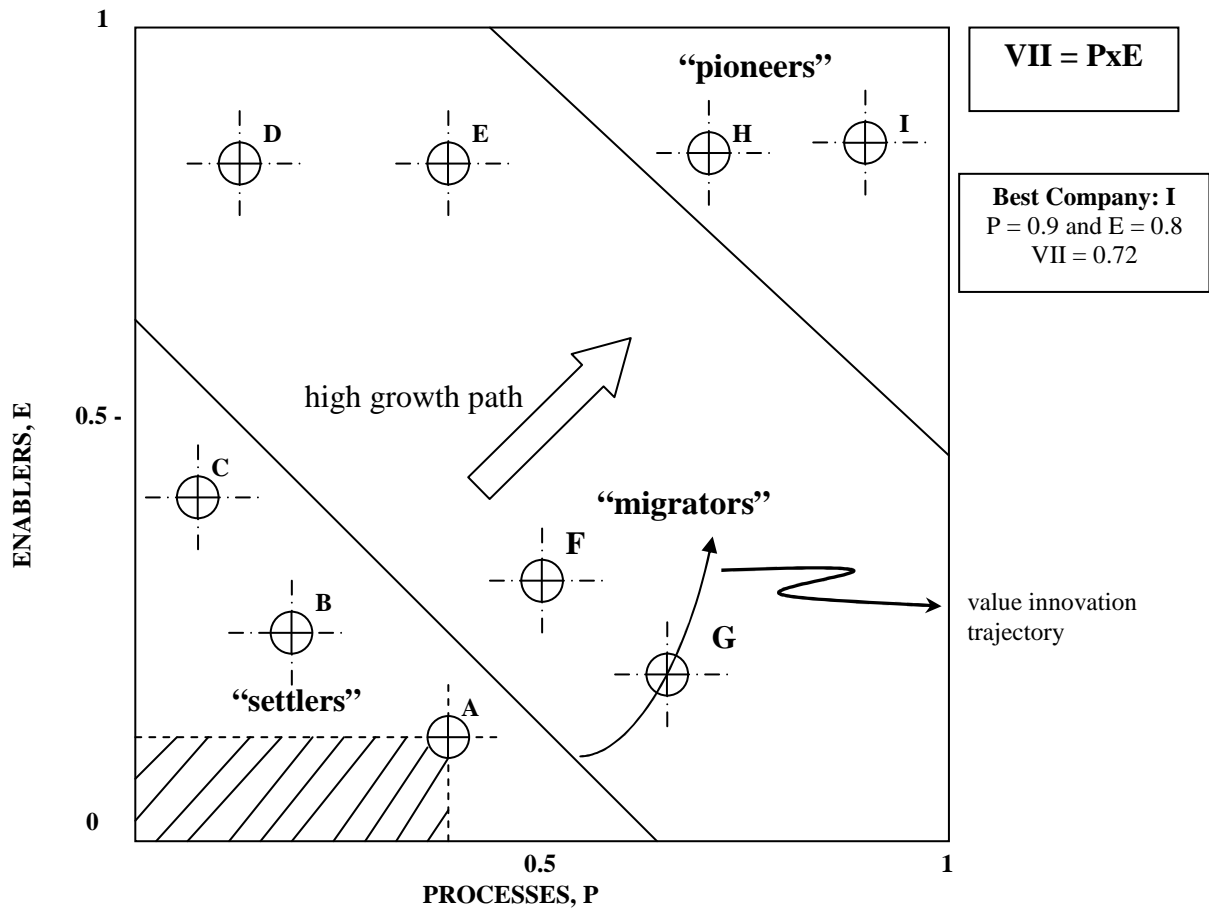 1
VII = PxE
“pioneers”
D
E
H
I
Best Company: I
P = 0.9 and E = 0.8
VII = 0.72
high growth path
ENABLERS, E
0.5 -
C
“migrators”
F
B
value innovation
trajectory
G
“settlers”
A
0
0.5
1
PROCESSES, P